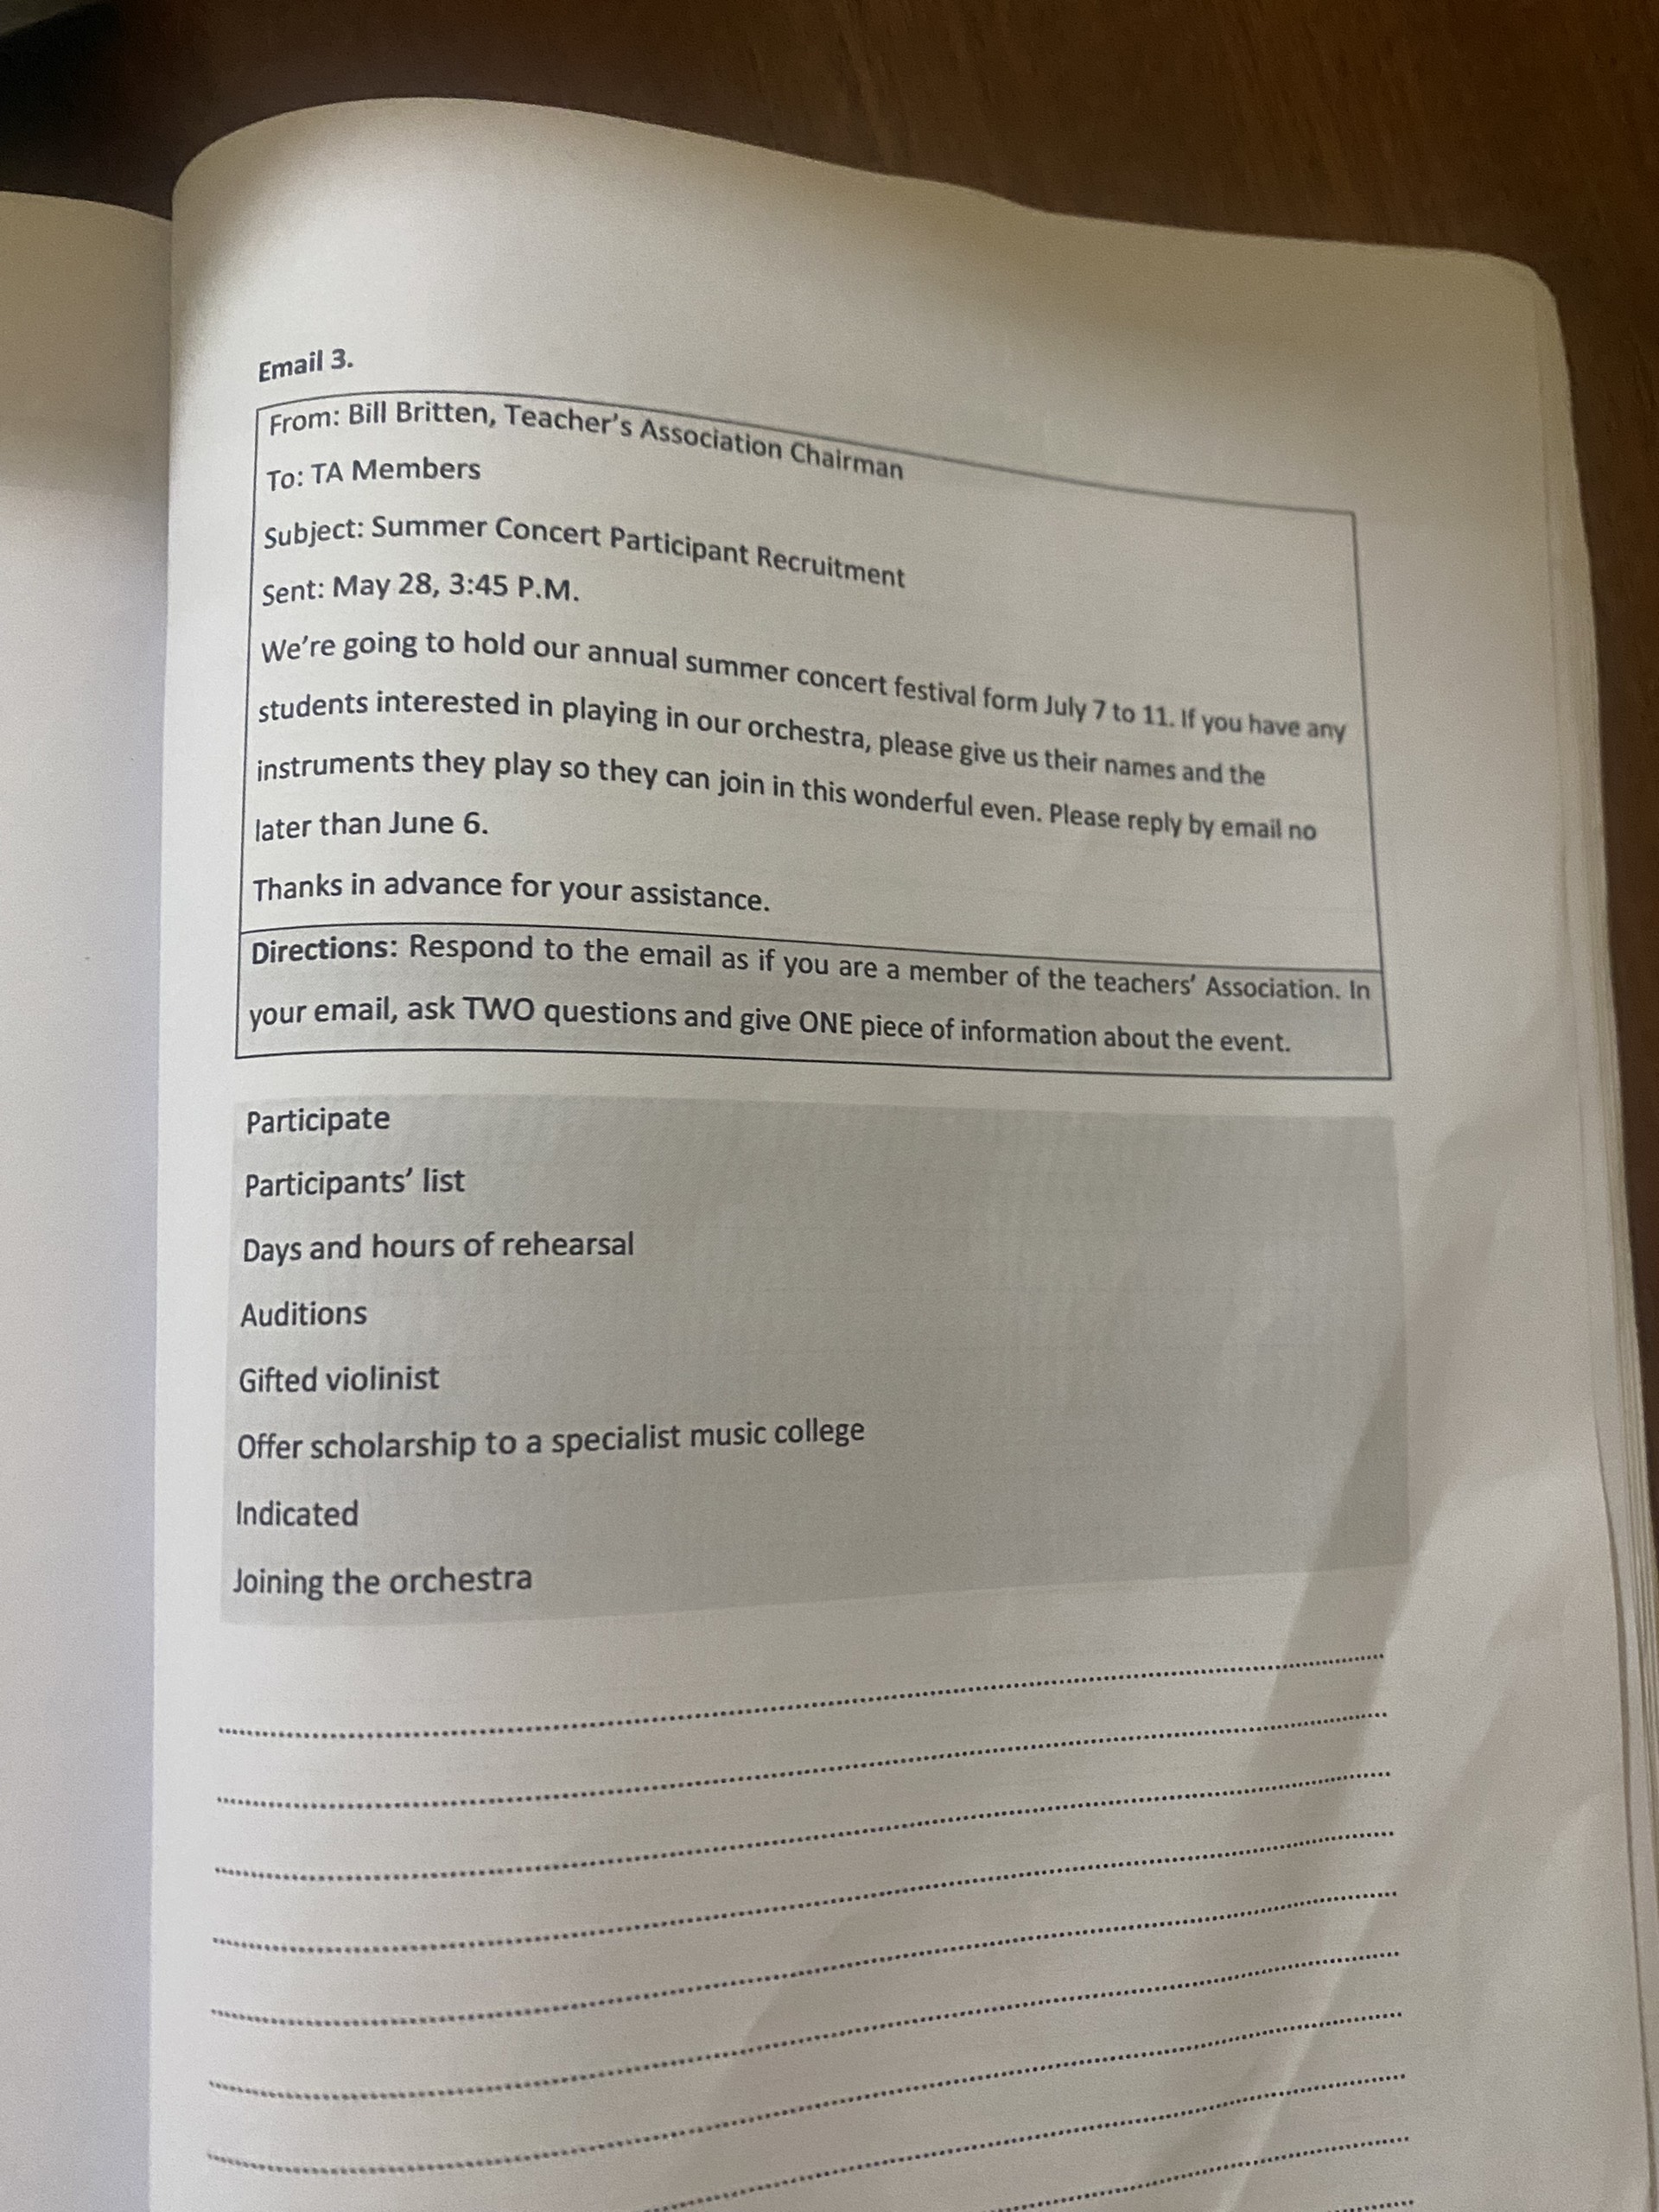 Email 3.
From: Bill Britten, Teacher's Association Chairman
To: TA Members
Subject: Summer Concert Participant Recruitment
Sent: May 28, 3:45 P.M.
We're going to hold our annual summer concert festival form July 7 to 11. If you have any
students interested in playing in our orchestra, please give us their names and the
instruments they play so they can join in this wonderful even. Please reply by email no
later than June 6.
Thanks in advance for your assistance.
Directions: Respond to the email as if you are a member of the teachers' Association. In
your email, ask TWO questions and give ONE piece of information about the event.
Participate
Participants' list
Days and hours of rehearsal
Auditions
Gifted violinist
Offer scholarship to a specialist music college
Indicated
Joining the orchestra